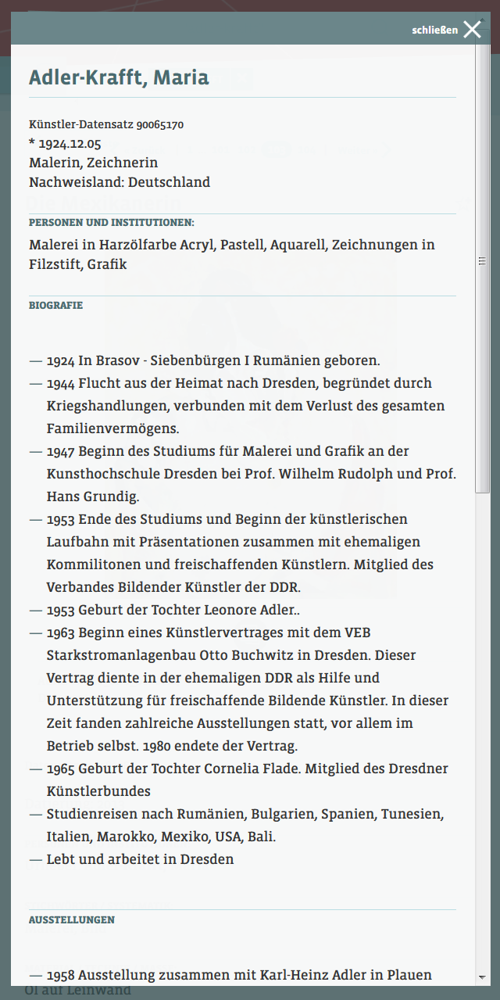 schließen
Adler-Krafft, Maria
Künstler-Datensatz 90065170
* 1924.12.05
Malerin, Zeichnerin
Nachweisland: Deutschland
PERSONEN UND INSTITUTIONEN:
Malerei in Harzölfarbe Acryl, Pastell, Aquarell, Zeichnungen in
Filzstift, Grafik
BIOGRAFIE
— 1924 In Brasov - Siebenbürgen I Rumänien geboren.
— 1944 Flucht aus der Heimat nach Dresden, begründet durch
Kriegshandlungen, verbunden mit dem Verlust des gesamten
Familienvermögens.
— 1947 Beginn des Studiums für Malerei und Grafik an der
Kunsthochschule Dresden bei Prof. Wilhelm Rudolph und Prof.
Hans Grundig.
— 1953 Ende des Studiums und Beginn der künstlerischen
Laufbahn mit Präsentationen zusammen mit ehemaligen
Kommilitonen und freischaffenden Künstlern. Mitglied des
Verbandes Bildender Künstler der DDR.
— 1953 Geburt der Tochter Leonore Adler..
— 1963 Beginn eines Künstlervertrages mit dem VEB
Starkstromanlagenbau Otto Buchwitz in Dresden. Dieser
Vertrag diente in der ehemaligen DDR als Hilfe und
Unterstützung für freischaffende Bildende Künstler. In dieser
Zeit fanden zahlreiche Ausstellungen statt, vor allem im
Betrieb selbst. 1980 endete der Vertrag.
— 1965 Geburt der Tochter Cornelia Flade. Mitglied des Dresdner
Künstlerbundes
— Studienreisen nach Rumänien, Bulgarien, Spanien, Tunesien,
Italien, Marokko, Mexiko, USA, Bali.
— Lebt und arbeitet in Dresden
AUSSTELLUNGEN
— 1958 Ausstellung zusammen mit Karl-Heinz Adler in Plauen
Öl auf Leinwand